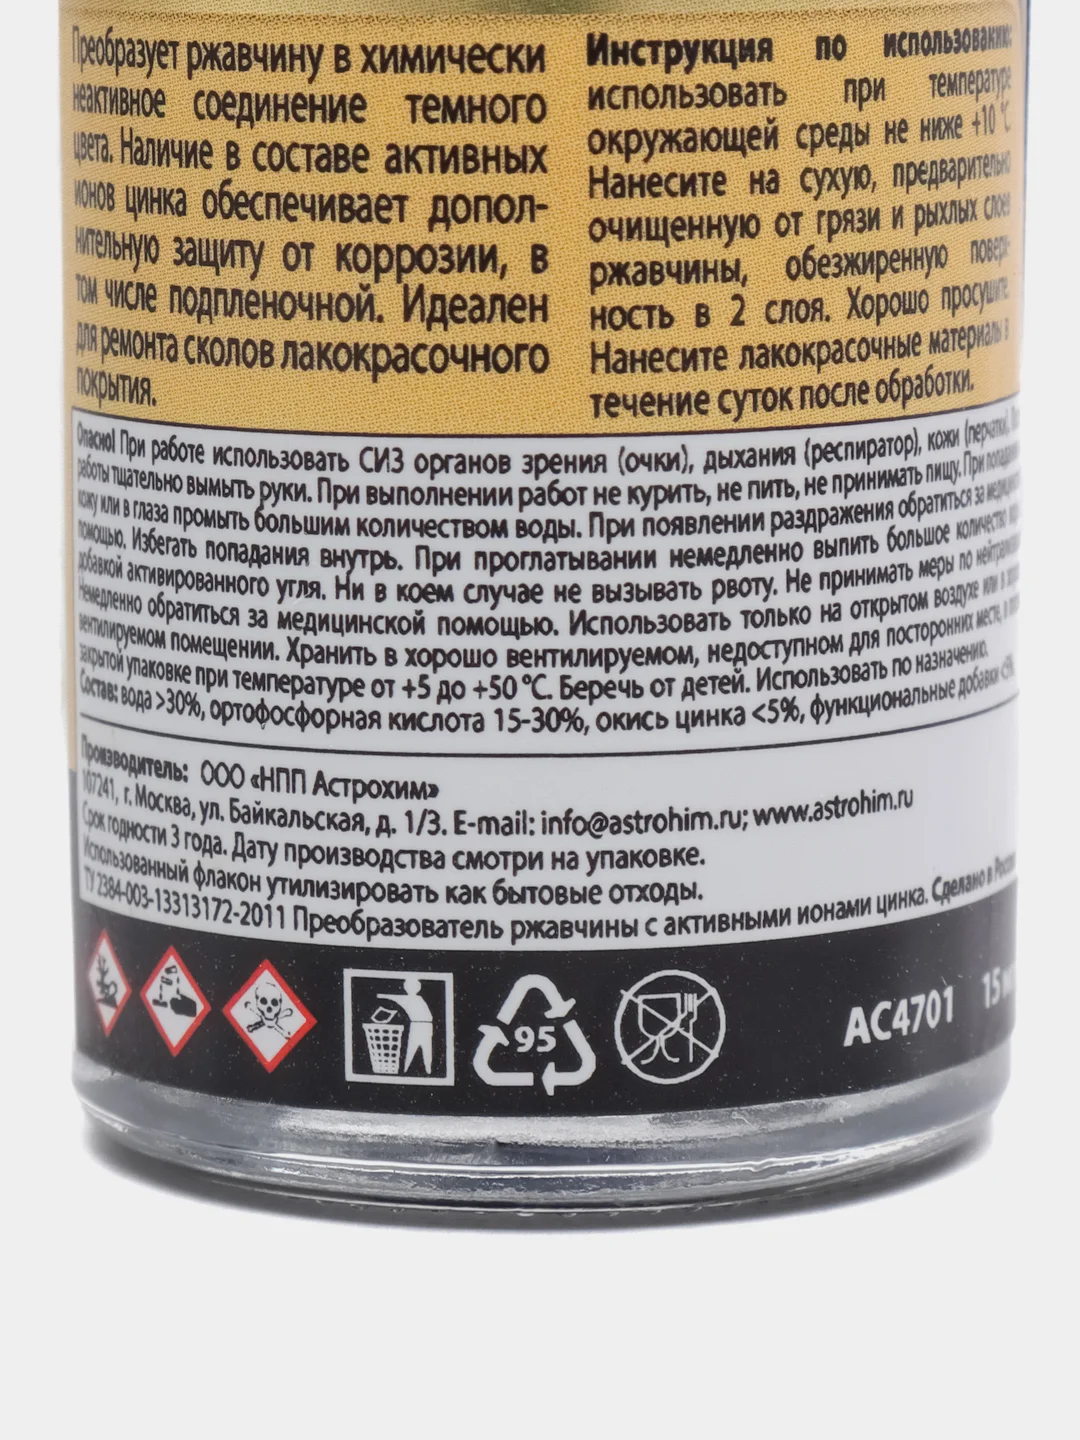 Преобразует ржавчину в химически
неактивное соединение темного
цвета. Наличие в составе активных
ионов цинка обеспечивает допол-
нительную защиту от коррозии, в
том числе подпленочной. Идеален
для ремонта сколов лакокрасочного
покрытия.
Инструкция по использованию:
использовать при температуре
окружающей среды не ниже +10 °C
Нанесите на сухую, предварительно
очищенную от грязи и рыхлых слоев
ржавчины, обезжиренную поверх-
ность в 2 слоя. Хорошо просушите.
Нанесите лакокрасочные материалы в
течение суток после обработки.
Опасно! При работе использовать СИЗ органов зрения (очки), дыхания (респиратор), кожи (перчатки).
работы тщательно вымыть руки. При выполнении работ не курить, не пить, не принимать пищу. При попадании
кожу или в глаза промыть большим количеством воды. При появлении раздражения обратиться за
помощью. Избегать попадания внутрь. При проглатывании немедленно выпить большое количество
добавкой активированного угля. Ни в коем случае не вызывать рвоту. Не принимать меры по
Немедленно обратиться за медицинской помощью. Использовать только на открытом воздухе или в
вентилируемом помещении. Хранить в хорошо вентилируемом, недоступном для посторонних месте, в
закрытой упаковке при температуре от +5 до +50 °C. Беречь от детей. Использовать по назначению.
Состав: вода >30%, ортофосфорная кислота 15-30%, окись цинка <5%, функциональные добавки <5%.
Производитель: ООО «НПП Астрохим»
107241, г. Москва, ул. Байкальская, д. 1/3. E-mail: info@astrohim.ru; www.astrohim.ru
Срок годности 3 года. Дату производства смотри на упаковке.
Использованный флакон утилизировать как бытовые отходы.
ТУ 2384-003-13313172-2011 Преобразователь ржавчины с активными ионами цинка. Сделано в
95
АС4701 15